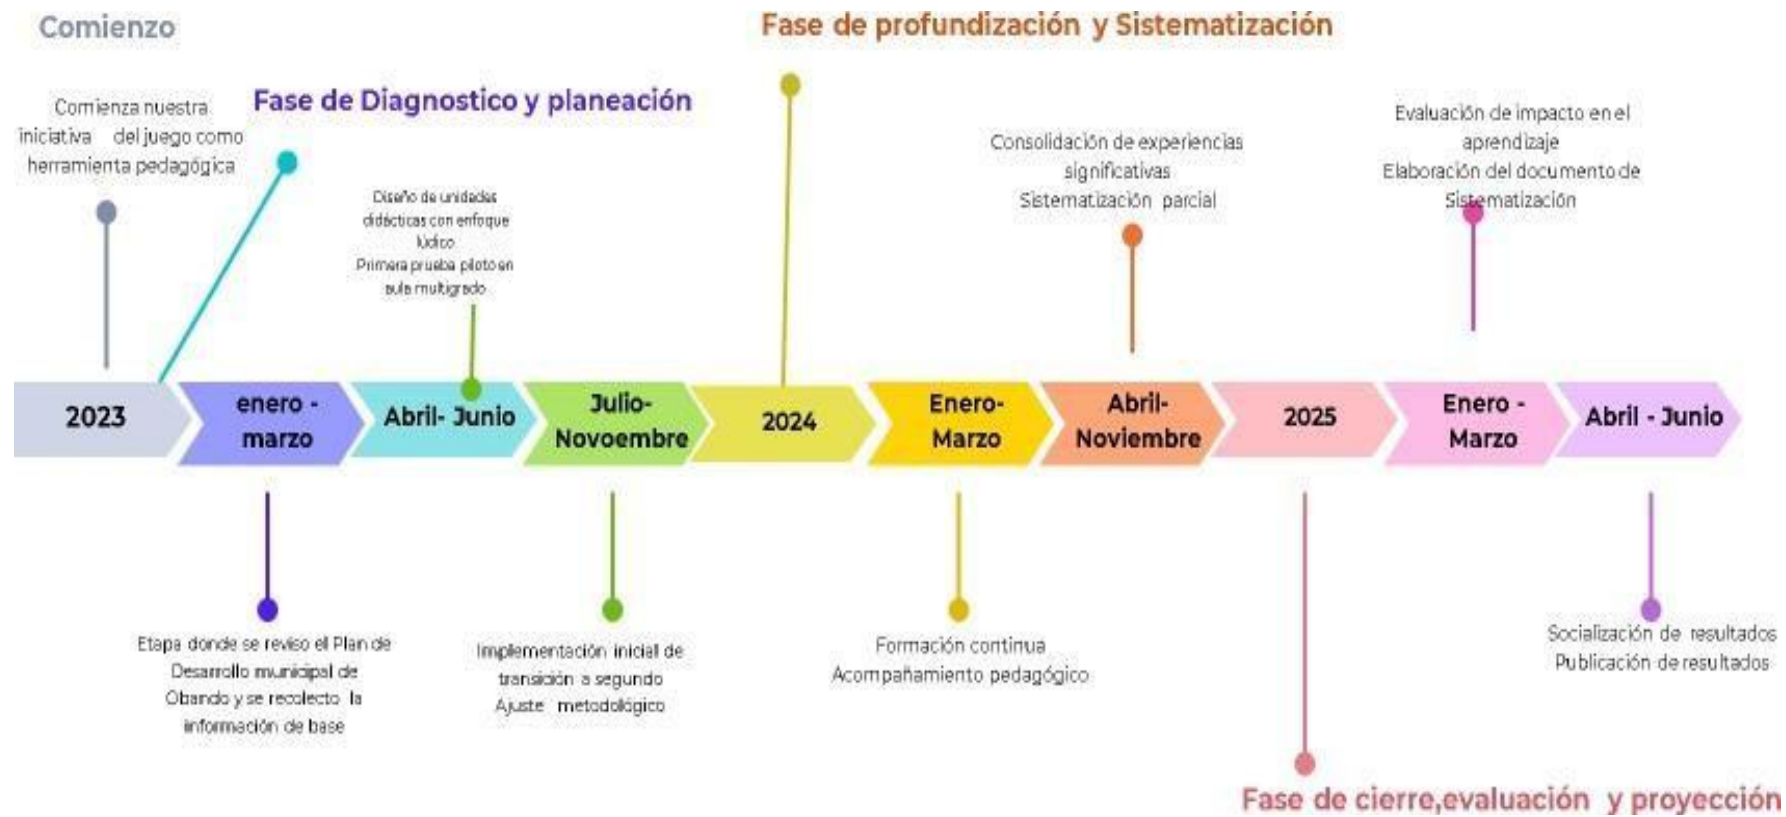 Comienzo
Comienza nuestra
iniciativa del juego como
herramienta pedagógica
Fase de Diagnostico y planeación
Diseño de unidades
didácticas con enfoque
lúdico
Primera prueba piloto en
aula multigrado
Fase de profundización y Sistematización
Consolidación de experiencias
significativas
Sistematización parcial
Evaluación de impacto en el
aprendizaje
Elaboración del documento de
Sistematización
2023
enero -
marzo
Abril- Junio
Julio-
Novoembre
2024
Enero-
Marzo
Abril-
Noviembre
2025
Enero -
Marzo
Abril - Junio
Etapa donde se reviso el Plan de
Desarrollo municipal de
Obando y se recolecto la
información de base
Implementación inicial de
transición a segundo
Ajuste metodológico
Formación continua
Acompañamiento pedagógico
Socialización de resultados
Publicación de resultados
Fase de cierre,evaluación y proyección